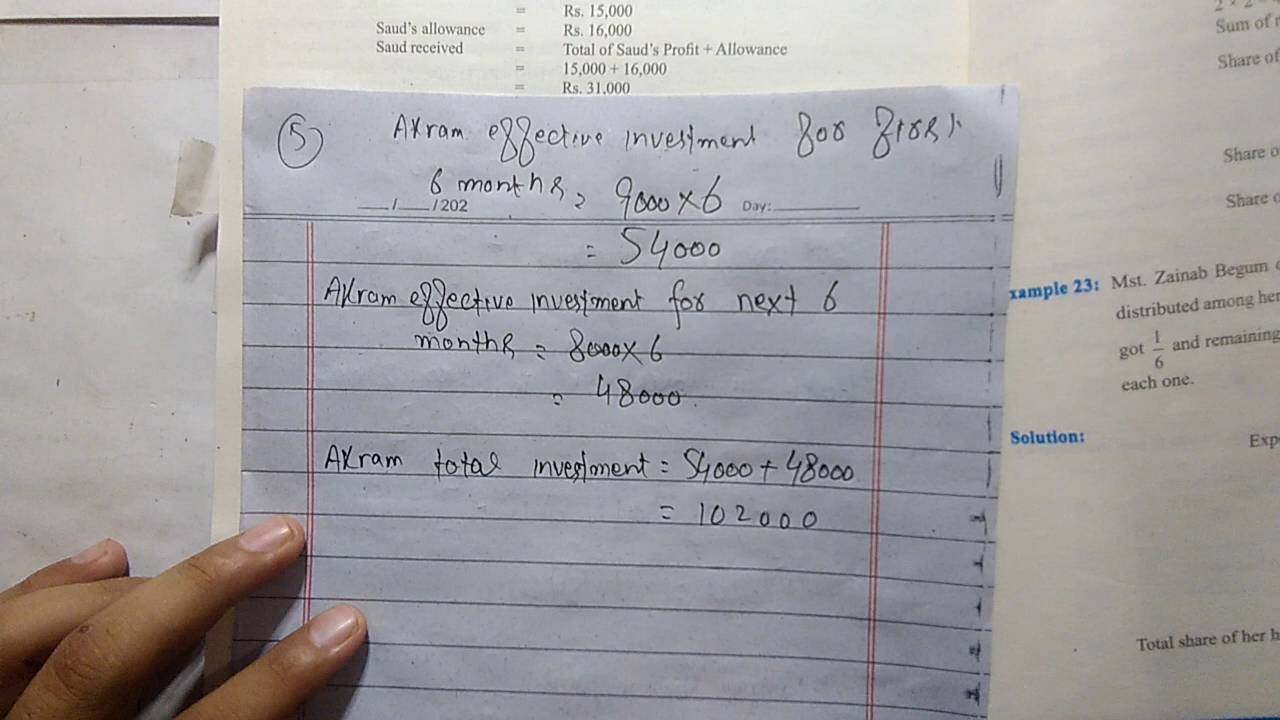 = Rs. 15,000
Saud's allowance = Rs. 16,000
Saud received = Total of Saud's Profit + Allowance
= 15,000 + 16,000
= Rs. 31,000
Sum of
Share of
Share o
Share o
xample 23: Mst. Zainab Begum
distributed among her
got 1/6 and remaining
each one.
Solution:
Exp
Total share of her h
5 Akram effective investment for first
6 months = 9000 × 6
__/__/202 Day:
= 54000
Akram effective investment for next 6
months = 8000 × 6
= 48000
Akram total investment = 54000 + 48000
= 102000